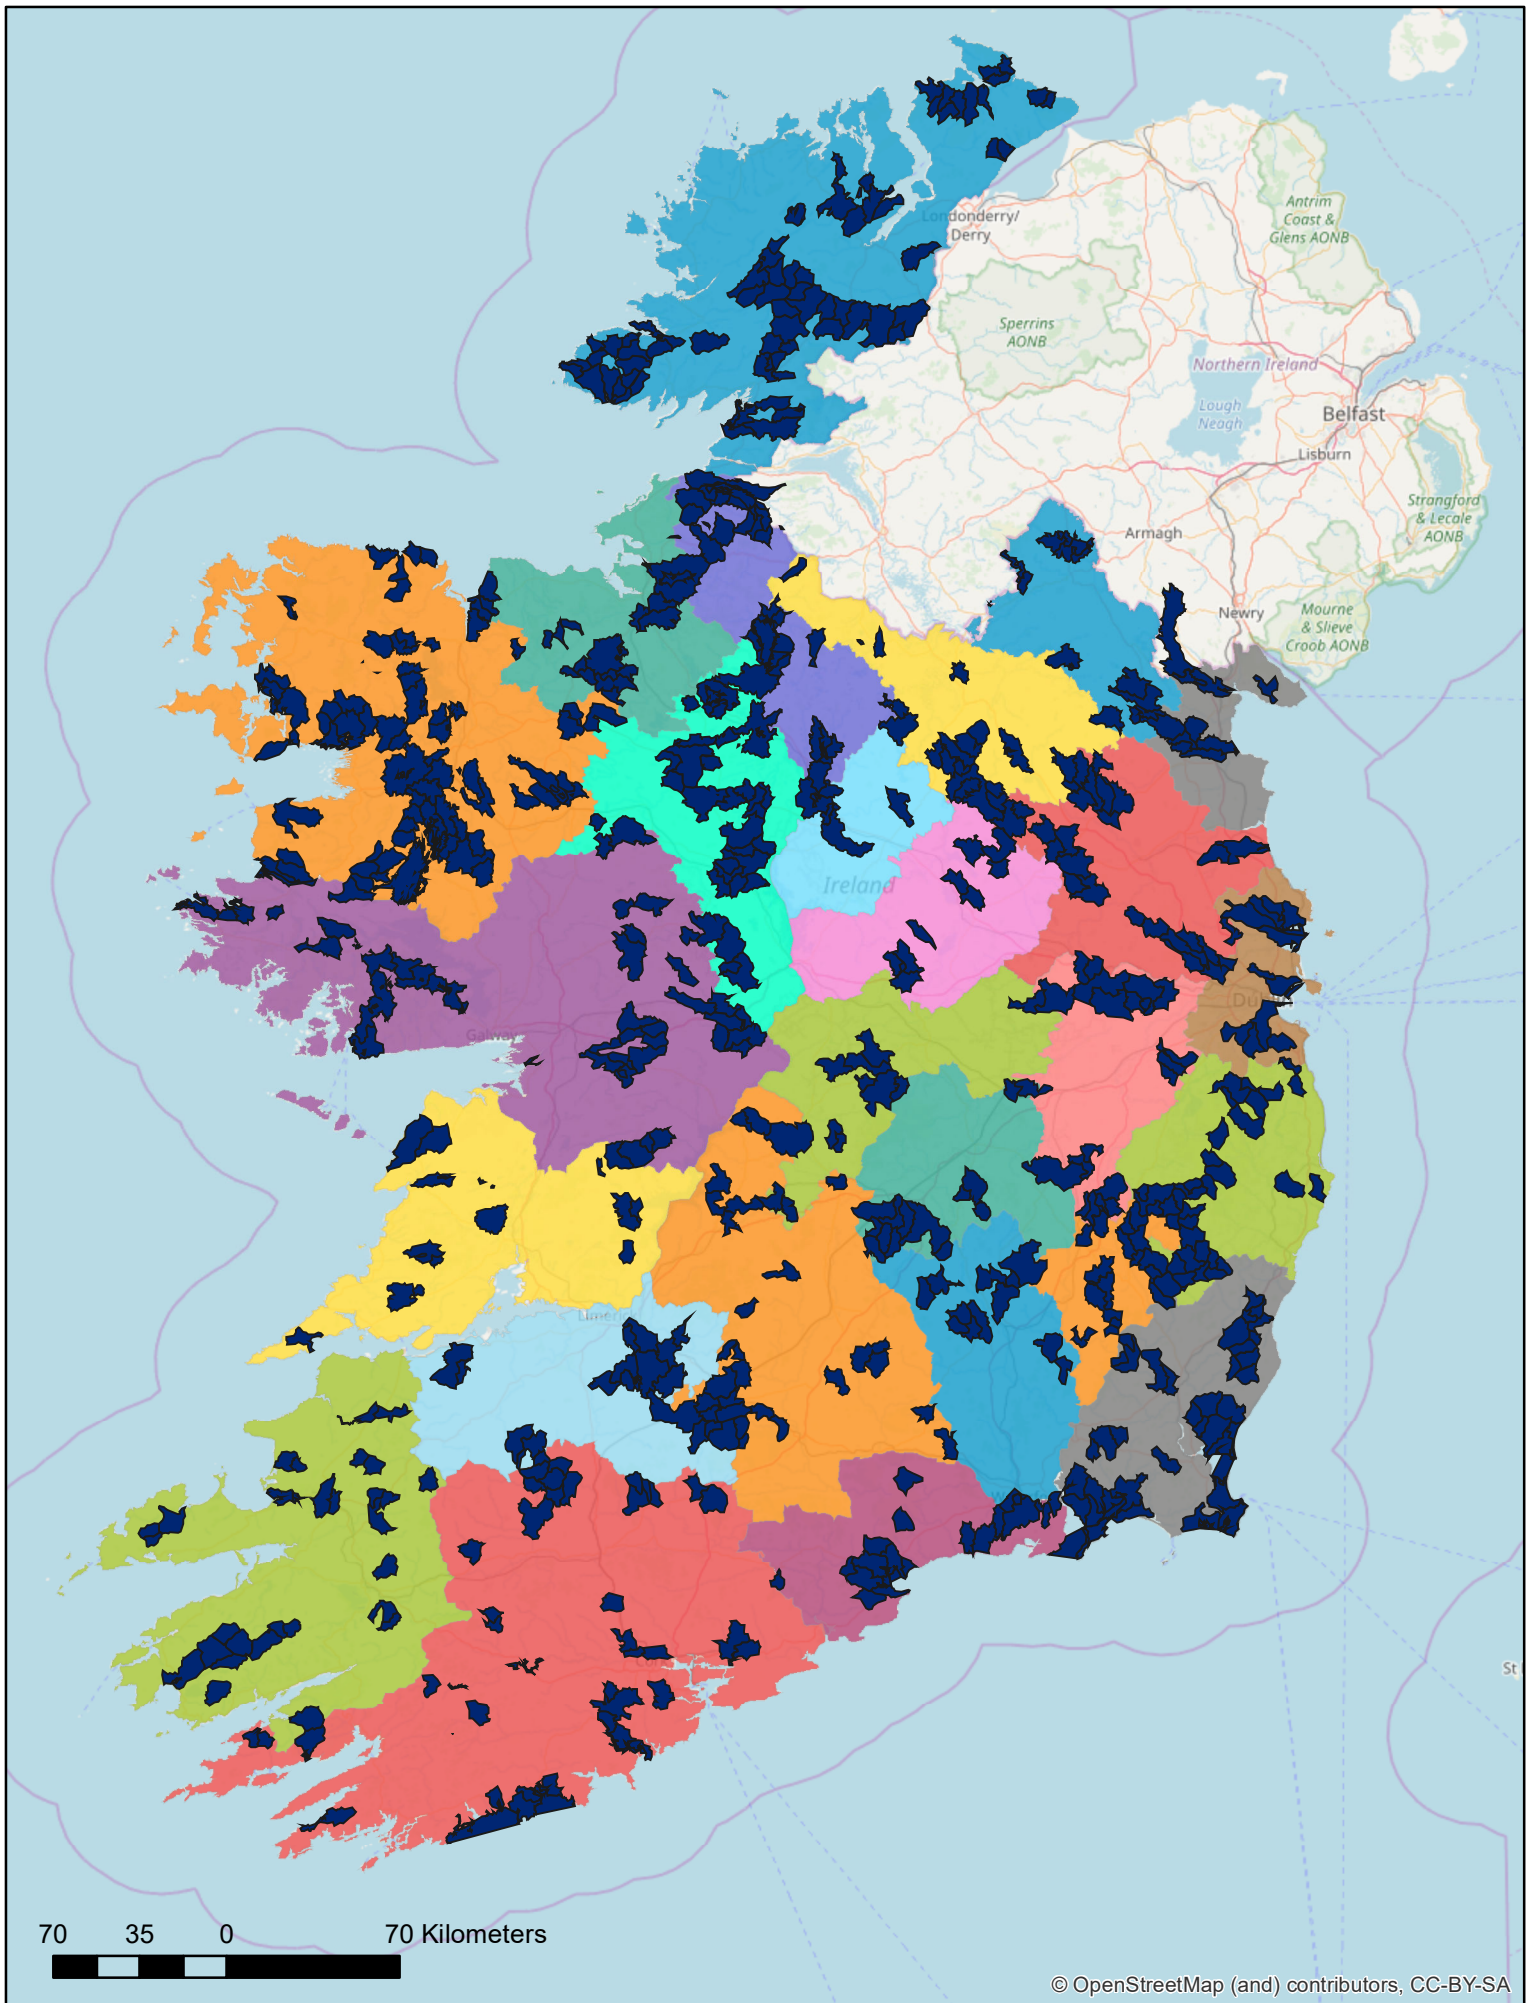 Antrim
Coast &
Glens AONB
Londonderry/
Derry
Sperrins
AONB
Northern Ireland
Lough
Neagh
Belfast
Lisburn
Strangford
& Lecale
AONB
Armagh
Newry
Mourne
& Slieve
Croob AONB
Ireland
Galway
70 35 0 70 Kilometers
© OpenStreetMap (and) contributors, CC-BY-SA